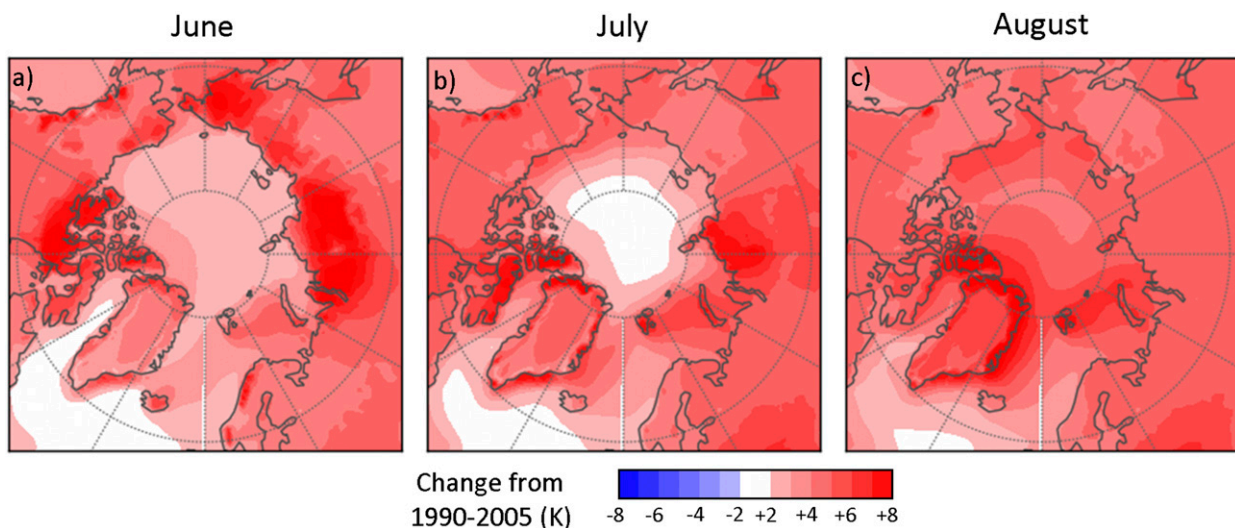 June July August
a) b) c)
Change from
1990-2005 (K)
-8 -6 -4 -2 +2 +4 +6 +8